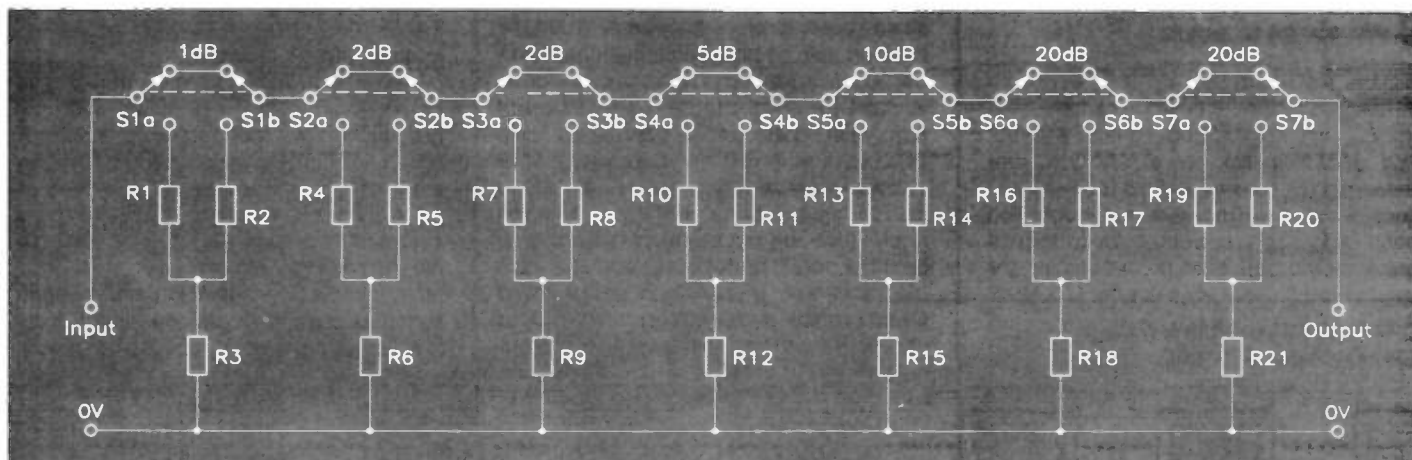 1dB 2dB 2dB 5dB 10dB 20dB 20dB
S1a S1b S2a S2b S3a S3b S4a S4b S5a S5b S6a S6b S7a S7b
R1 R2 R4 R5 R7 R8 R10 R11 R13 R14 R16 R17 R19 R20
Input Output
R3 R6 R9 R12 R15 R18 R21
0V 0V